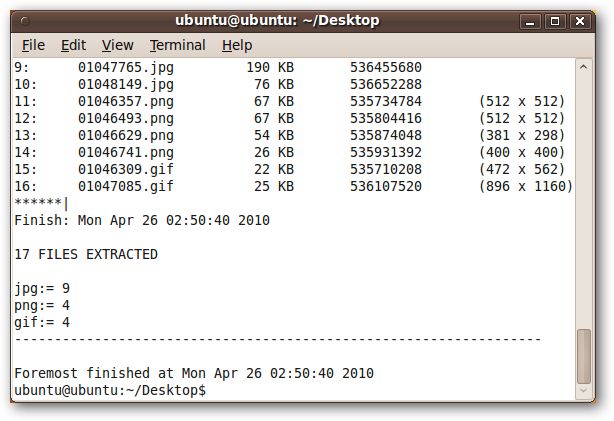 ubuntu@ubuntu: ~/Desktop
File Edit View Terminal Help
9: 01047765.jpg 190 KB 536455680
10: 01048149.jpg 76 KB 536652288
11: 01046357.png 67 KB 535734784 (512 x 512)
12: 01046493.png 67 KB 535804416 (512 x 512)
13: 01046629.png 54 KB 535874048 (381 x 298)
14: 01046741.png 26 KB 535931392 (400 x 400)
15: 01046309.gif 22 KB 535710208 (472 x 562)
16: 01047085.gif 25 KB 536107520 (896 x 1160)
******|
Finish: Mon Apr 26 02:50:40 2010
17 FILES EXTRACTED
jpg:= 9
png:= 4
gif:= 4
------------------------------------------------------------------
Foremost finished at Mon Apr 26 02:50:40 2010
ubuntu@ubuntu:~/Desktop$